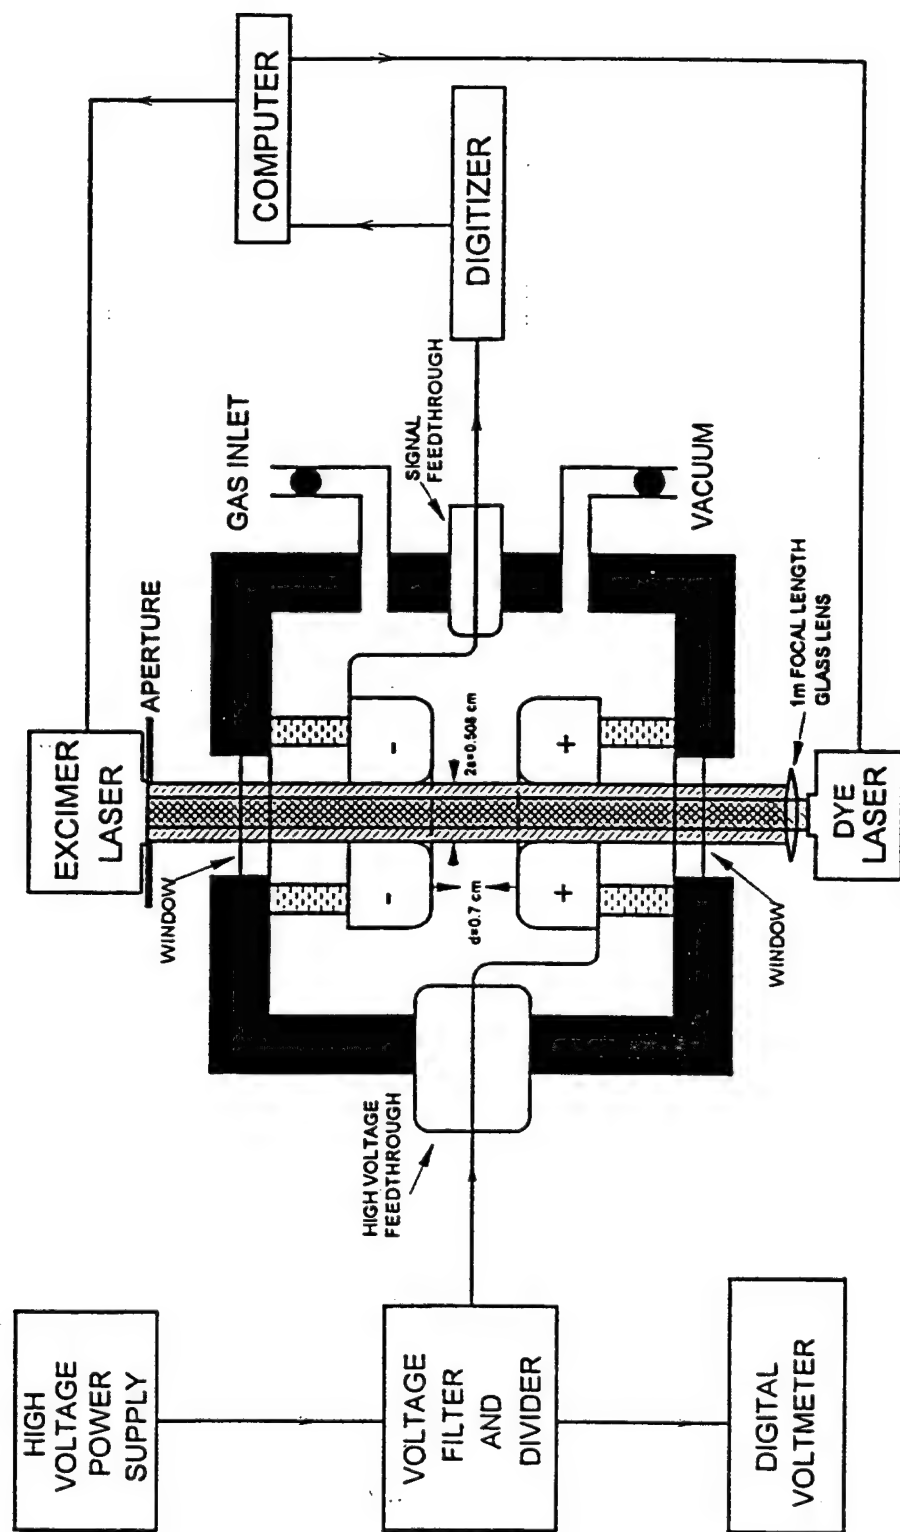 HIGH
VOLTAGE
POWER
SUPPLY
VOLTAGE
FILTER
AND
DIVIDER
DIGITAL
VOLTMETER
HIGH VOLTAGE
FEEDTHROUGH
WINDOW
EXCIMER
LASER
APERTURE
-
-
d=0.7 cm
2a=0.508 cm
+
+
WINDOW
DYE
LASER
1m FOCAL LENGTH
GLASS LENS
GAS INLET
SIGNAL
FEEDTHROUGH
VACUUM
COMPUTER
DIGITIZER